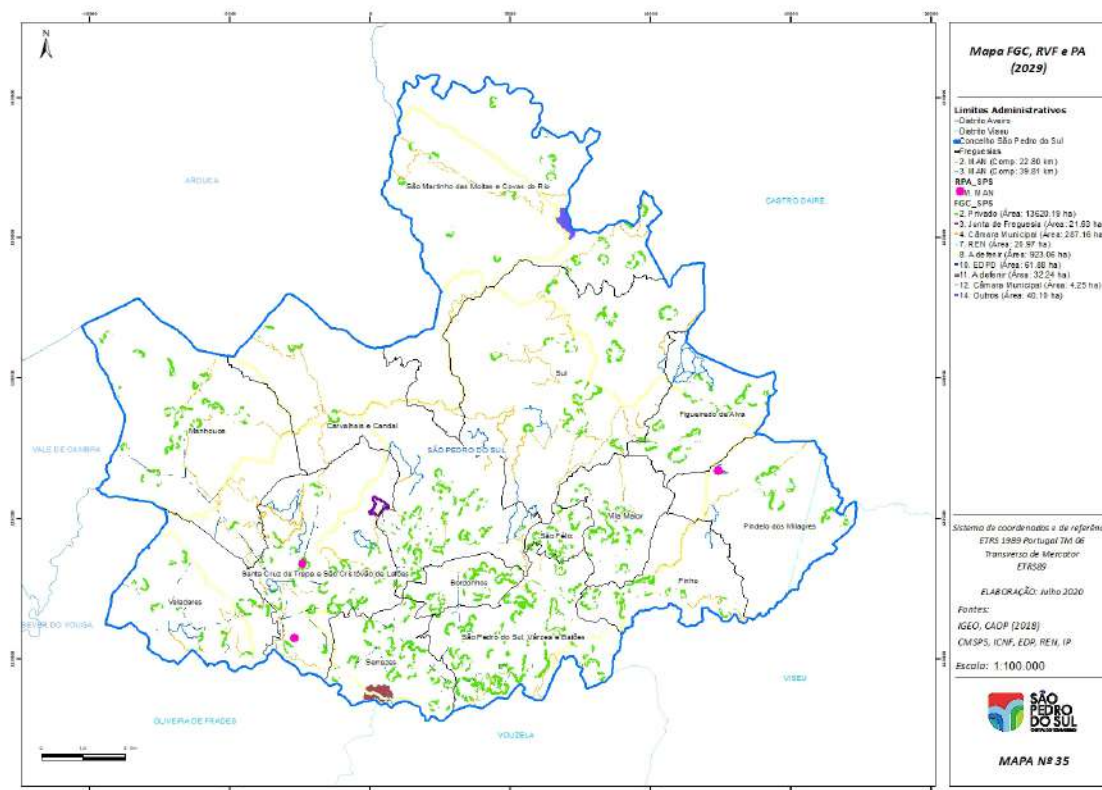 Mapa FGC, RVF e PA
(2029)
Limites Administrativos
Distrito Aveiro
Distrito Viseu
Concelho São Pedro do Sul
Freguesias
2. MAN (Comp: 22.80 km)
3. MAN (Comp: 39.81 km)
RPA_SPS
M, MAN
FGC_SPS
2. Privado (Área: 13620.19 ha)
3. Junta de Freguesia (Área: 21.63 ha
4. Câmara Municipal (Área: 287.16 ha
7. REN (Área: 20.97 ha)
8. A definir (Área: 923.06 ha)
10. EDPD (Área: 61.88 ha)
11. A definir (Área: 32.24 ha)
12. Câmara Municipal (Área: 4.25 ha)
14. Outros (Área: 40.10 ha)
N
AROUCA
São Martinho das Moitas e Covas do Rio
CASTRO DAIRE
Sul
Figueiredo de Alva
Manhouce
Carvalhais e Candal
VALE DE CAMBRA
SÃO PEDRO DO SUL
Vila Maior
Pindelo dos Milagres
São Félix
Santa Cruz da Trapa e São Cristóvão de Lafões
Bordonhos
Pinho
Valadares
SEVER DO VOUGA
São Pedro do Sul, Várzea e Baiões
Serrazes
VISEU
OLIVEIRA DE FRADES
VOUZELA
Sistema de coordenadas e de referênc
ETRS 1989 Portugal TM 06
Transverso de Mercator
ETRS89
ELABORAÇÃO: Julho 2020
Fontes:
IGEO, CAOP (2018)
CMSPS, ICNF, EDP, REN, IP
Escala: 1:100.000
SÃO
PEDRO
DO SUL
MAPA Nº 35